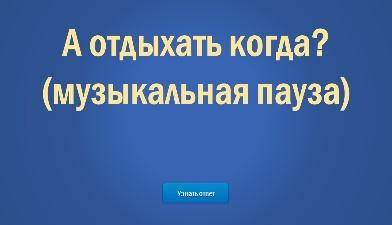 А отдыхать когда?
(музыкальная пауза)
Узнать ответ